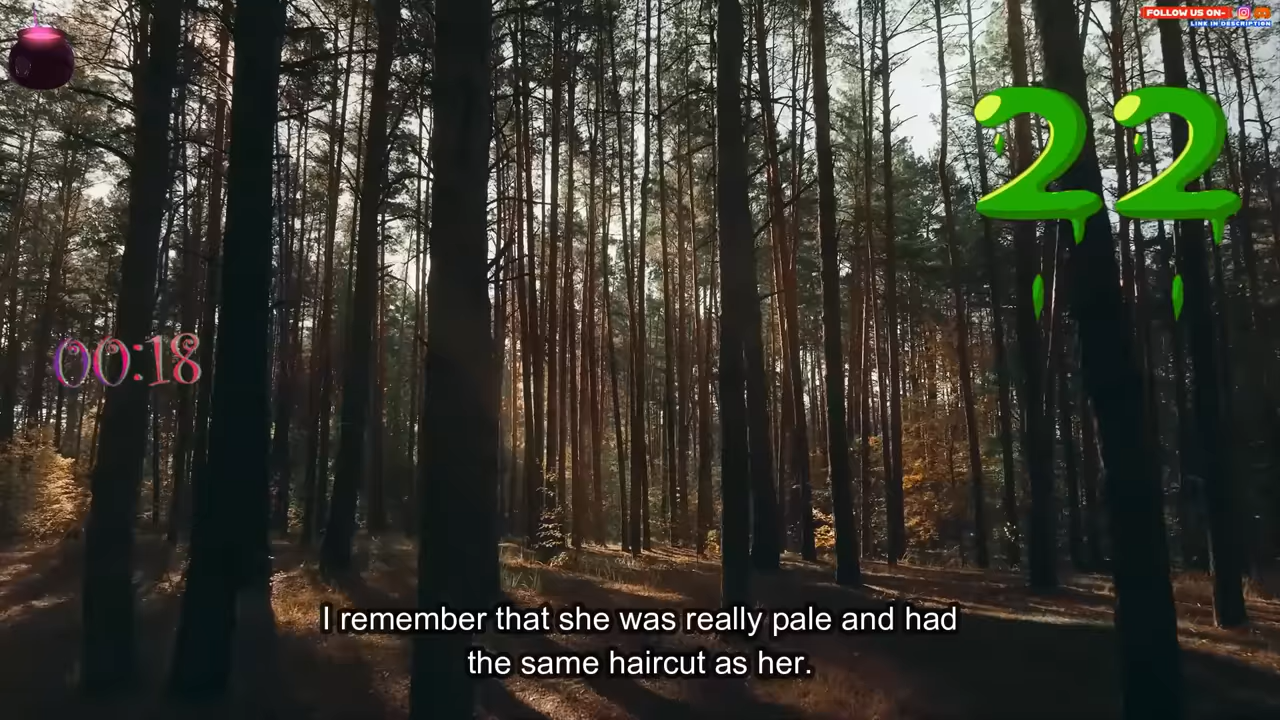 FOLLOW US ON-
LINK IN DESCRIPTION
22
00:18
I remember that she was really pale and had
the same haircut as her.